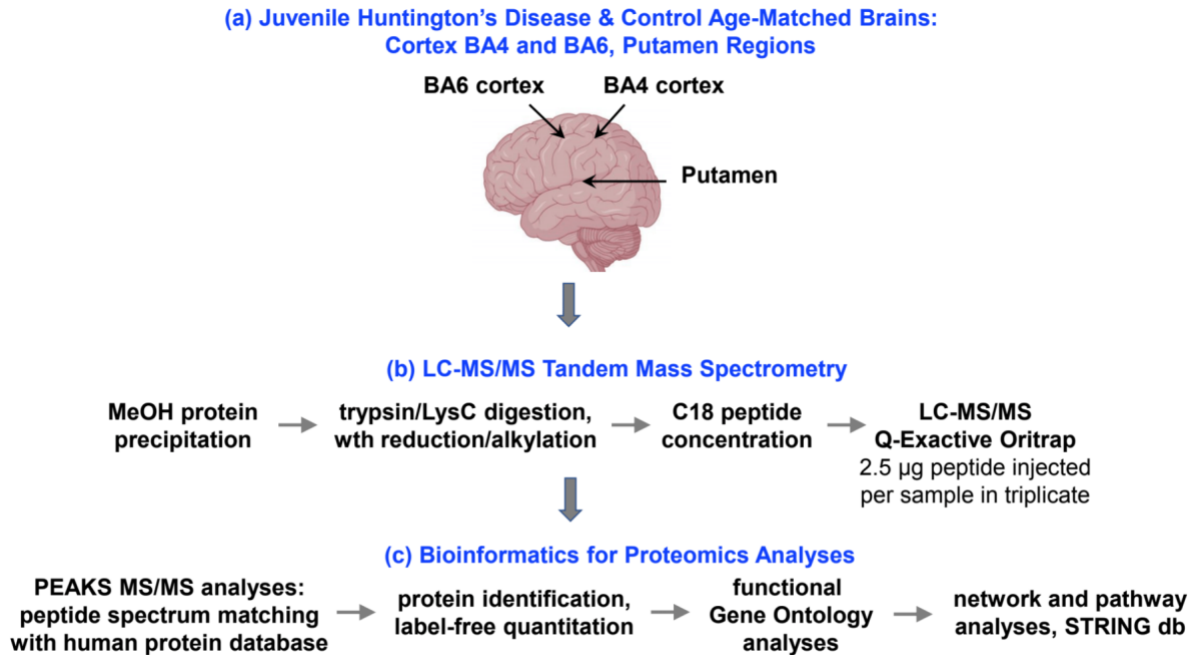 (a) Juvenile Huntington's Disease & Control Age-Matched Brains:
Cortex BA4 and BA6, Putamen Regions
BA6 cortex
BA4 cortex
Putamen
(b) LC-MS/MS Tandem Mass Spectrometry
MeOH protein
precipitation
trypsin/LysC digestion,
wth reduction/alkylation
C18 peptide
concentration
LC-MS/MS
Q-Exactive Oritrap
2.5 µg peptide injected
per sample in triplicate
(c) Bioinformatics for Proteomics Analyses
PEAKS MS/MS analyses:
peptide spectrum matching
with human protein database
protein identification,
label-free quantitation
functional
Gene Ontology
analyses
network and pathway
analyses, STRING db